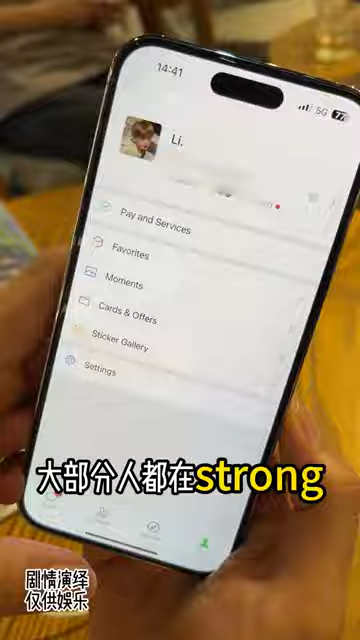 14:41
5G
77
Li.
Pay and Services
Favorites
Moments
Cards & Offers
Sticker Gallery
Settings
大部分人都在strong
剧情演绎
仅供娱乐